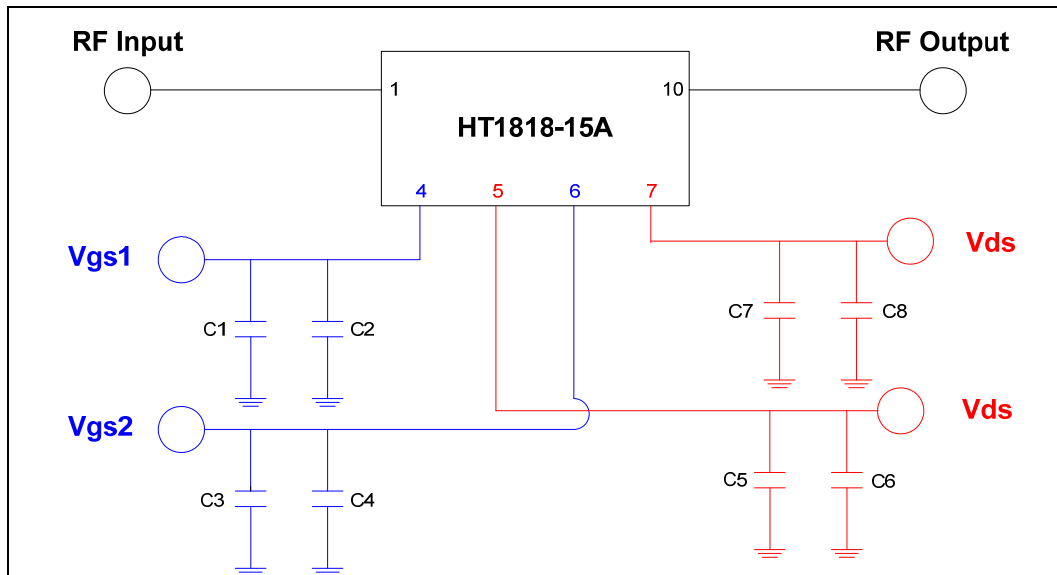 RF Input
RF Output
1
10
HT1818-15A
4
5
6
7
Vgs1
Vds
C1
C2
C7
C8
Vgs2
Vds
C3
C4
C5
C6